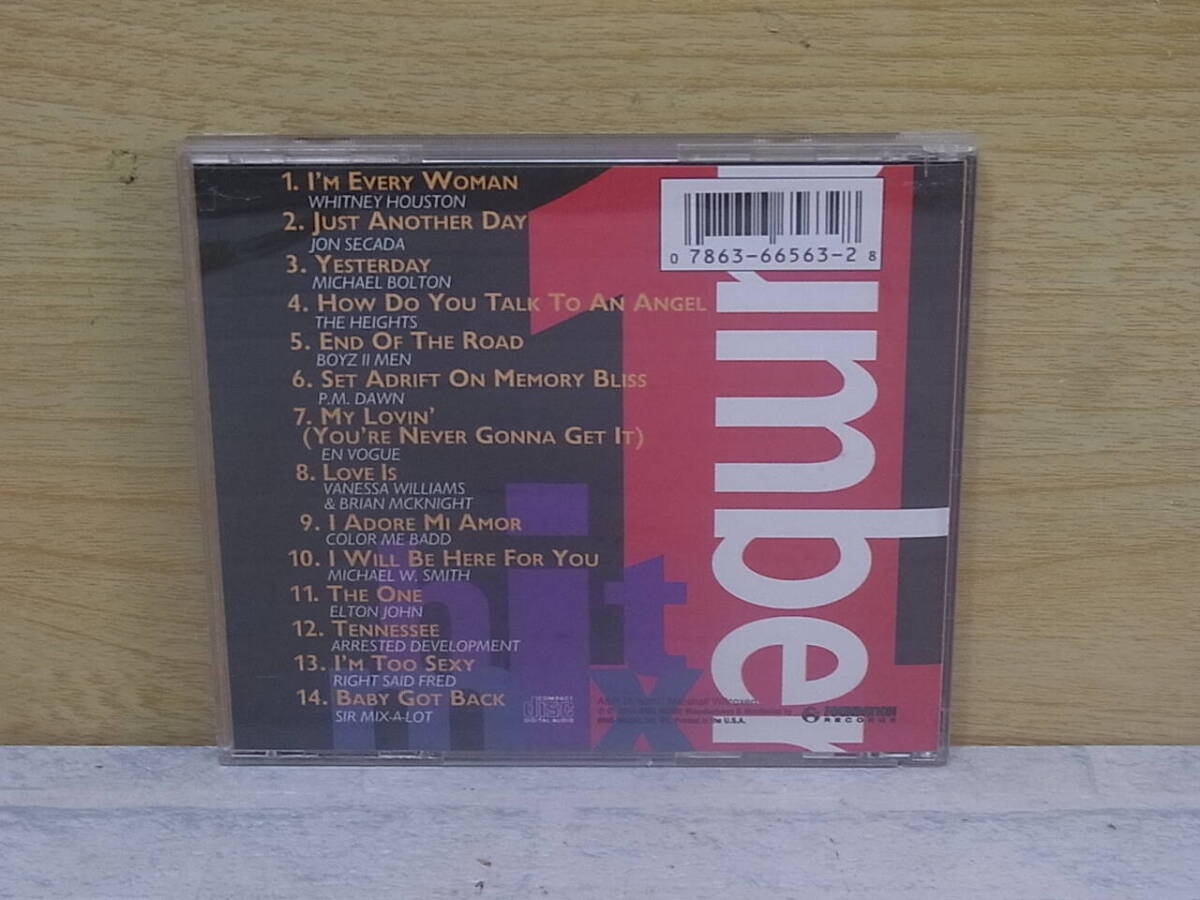 1. I'M EVERY WOMAN
WHITNEY HOUSTON
2. JUST ANOTHER DAY
JON SECADA
3. YESTERDAY
MICHAEL BOLTON
4. HOW DO YOU TALK TO AN ANGEL
THE HEIGHTS
5. END OF THE ROAD
BOYZ II MEN
6. SET ADRIFT ON MEMORY BLISS
P.M. DAWN
7. MY LOVIN'
(YOU'RE NEVER GONNA GET IT)
EN VOGUE
8. LOVE IS
VANESSA WILLIAMS
& BRIAN MCKNIGHT
9. I ADORE MI AMOR
COLOR ME BADD
10. I WILL BE HERE FOR YOU
MICHAEL W. SMITH
11. THE ONE
ELTON JOHN
12. TENNESSEE
ARRESTED DEVELOPMENT
13. I'M TOO SEXY
RIGHT SAID FRED
14. BABY GOT BACK
SIR MIX-A-LOT
0 7863-66563-2 8
number
1
hit
mix
COMPACT
disc
DIGITAL AUDIO
Printed in U.S.A.
FOUNDATION
RECORDS